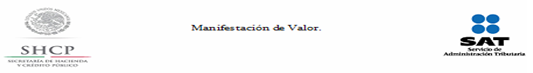 Manifestación de Valor.
SHCP
SECRETARÍA DE HACIENDA
Y CRÉDITO PÚBLICO
SAT
Servicio de
Administración Tributaria